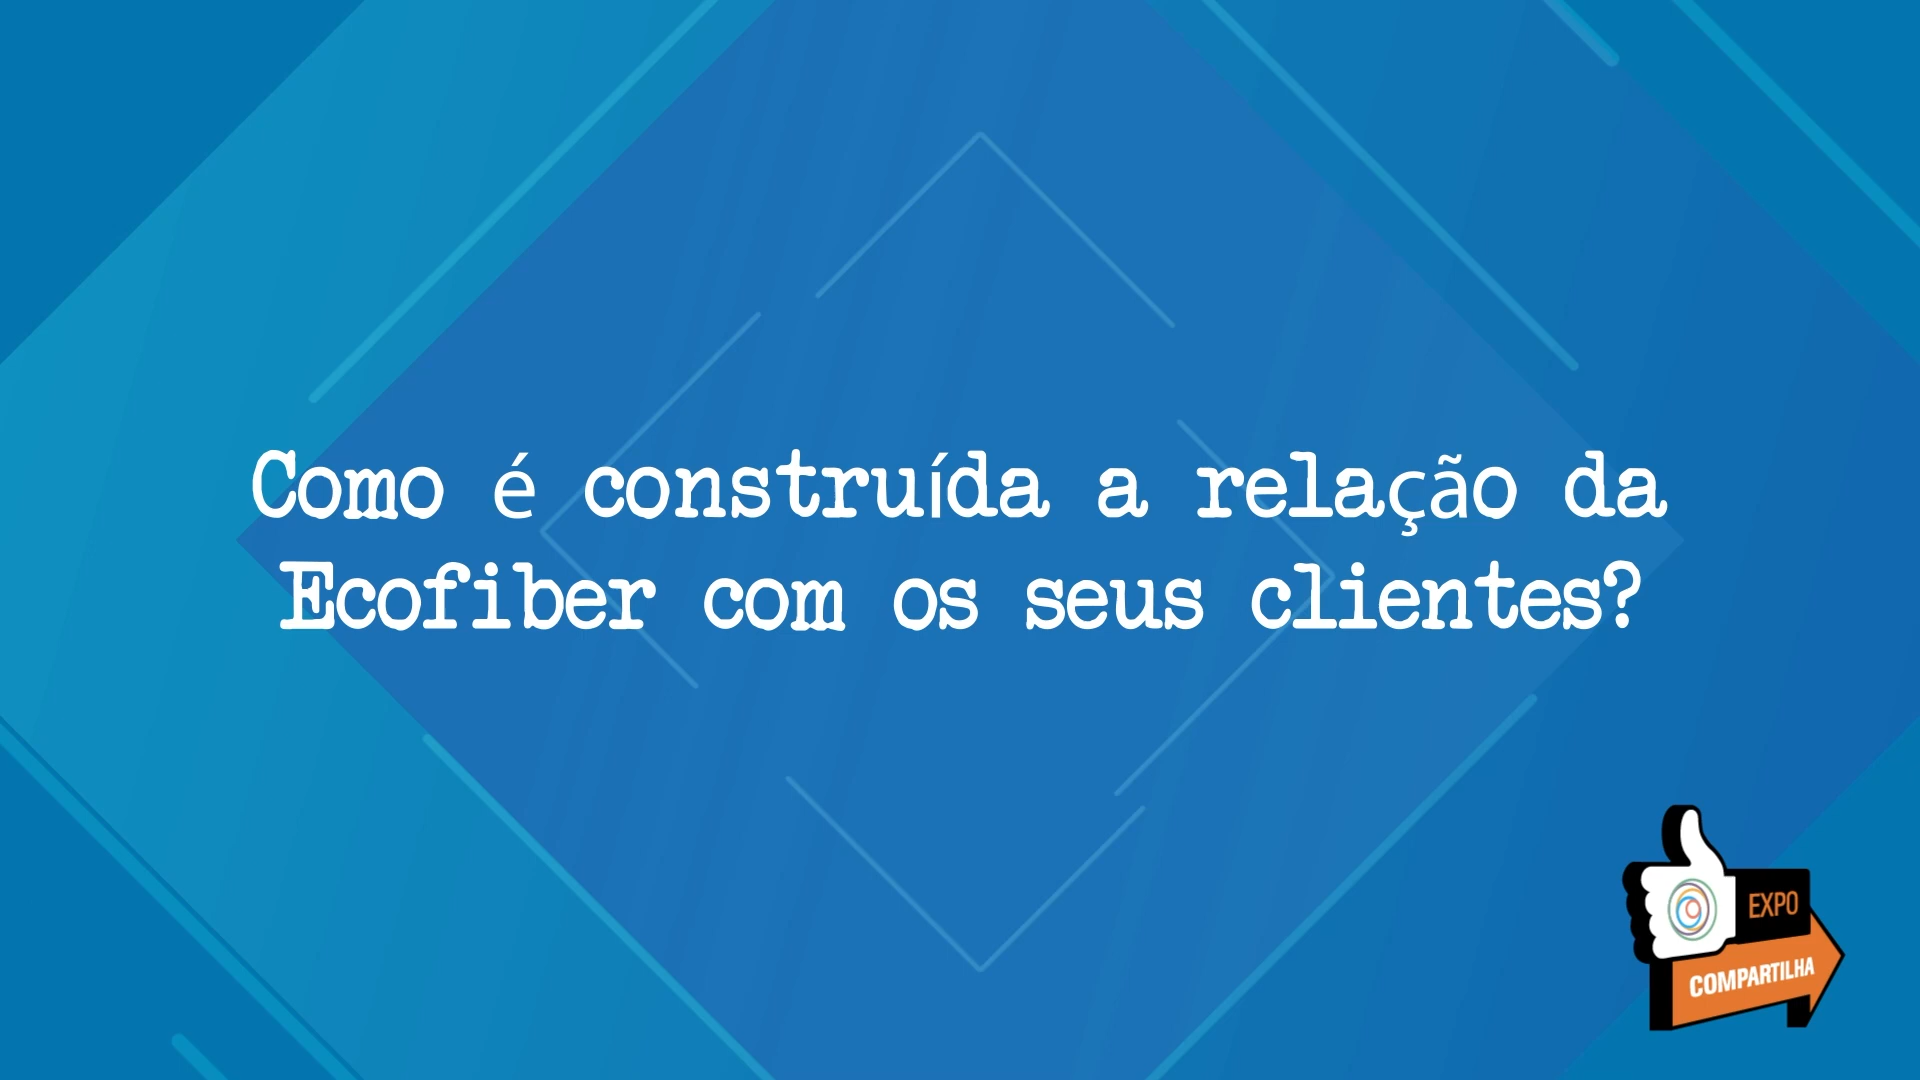 Como é construída a relação da
Ecofiber com os seus clientes?
EXPO
COMPARTILHA